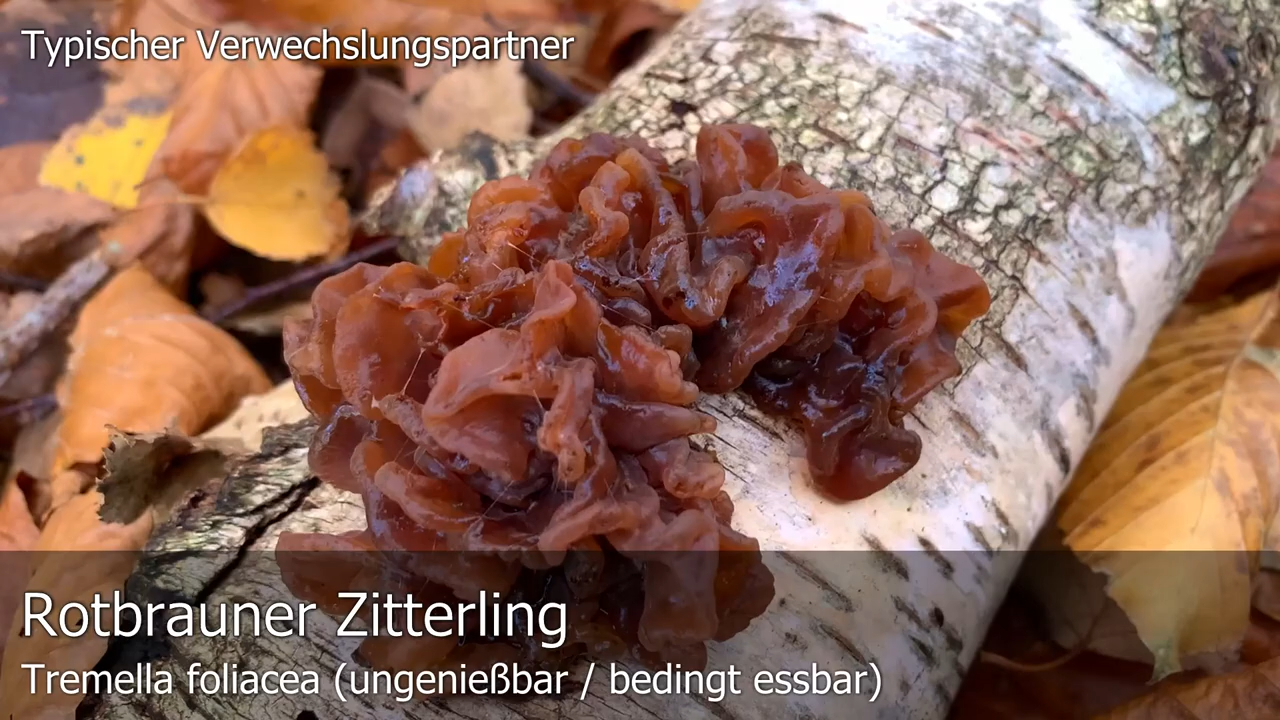 Typischer Verwechslungspartner
Rotbrauner Zitterling
Tremella foliacea (ungenießbar / bedingt essbar)